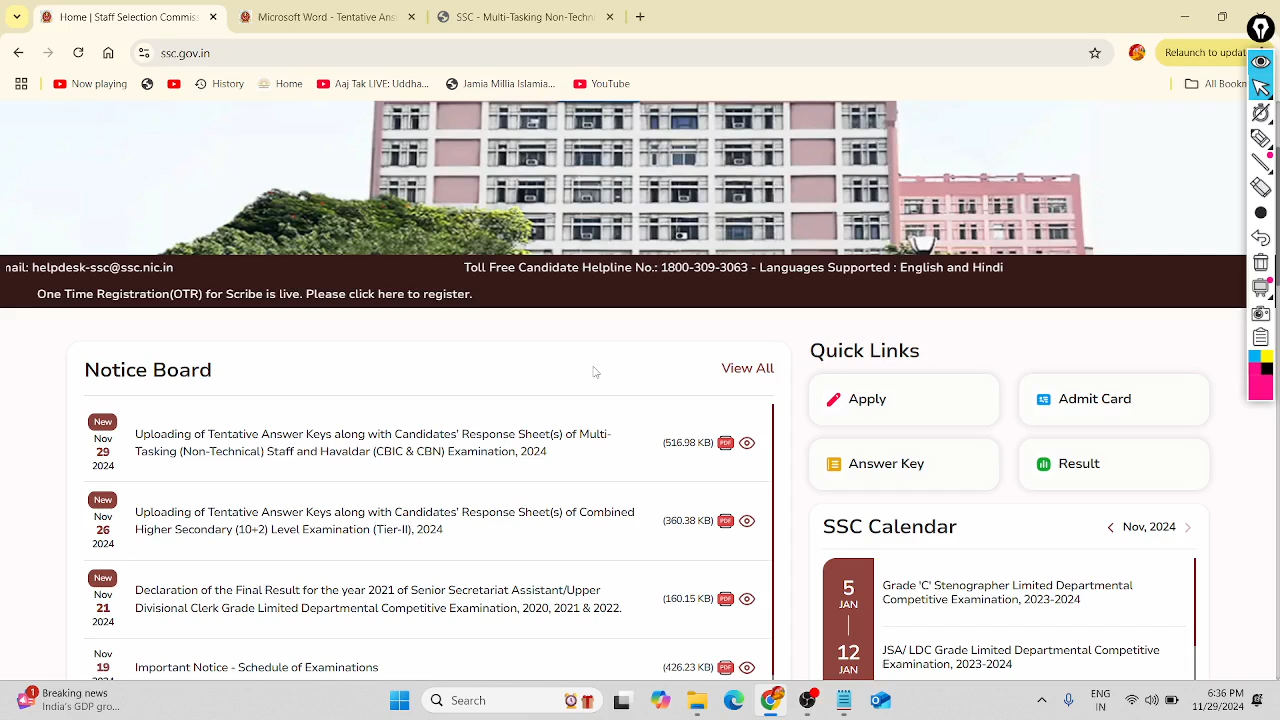 Home | Staff Selection Commis
Microsoft Word - Tentative Ans
SSC - Multi-Tasking Non-Techn
ssc.gov.in
Relaunch to updat
Now playing
History
Home
Aaj Tak LIVE: Uddha...
Jamia Millia Islamia...
YouTube
All Bookm
mail: helpdesk-ssc@ssc.nic.in
Toll Free Candidate Helpline No.: 1800-309-3063 - Languages Supported : English and Hindi
One Time Registration(OTR) for Scribe is live. Please click here to register.
Notice Board
View All
New
Nov
29
2024
Uploading of Tentative Answer Keys along with Candidates' Response Sheet(s) of Multi-
Tasking (Non-Technical) Staff and Havaldar (CBIC & CBN) Examination, 2024
(516.98 KB)
PDF
New
Nov
26
2024
Uploading of Tentative Answer Keys along with Candidates' Response Sheet(s) of Combined
Higher Secondary (10+2) Level Examination (Tier-II), 2024
(360.38 KB)
PDF
New
Nov
21
2024
Declaration of the Final Result for the year 2021 of Senior Secretariat Assistant/Upper
Divisional Clerk Grade Limited Departmental Competitive Examination, 2020, 2021 & 2022.
(160.15 KB)
PDF
Nov
19
Important Notice - Schedule of Examinations
(426.23 KB)
PDF
Quick Links
Apply
Admit Card
Answer Key
Result
SSC Calendar
Nov, 2024
5
JAN
Grade 'C' Stenographer Limited Departmental
Competitive Examination, 2023-2024
12
JAN
JSA/ LDC Grade Limited Departmental Competitive
Examination, 2023-2024
1
Breaking news
India's GDP gro...
Search
ENG
IN
6:36 PM
11/29/2024